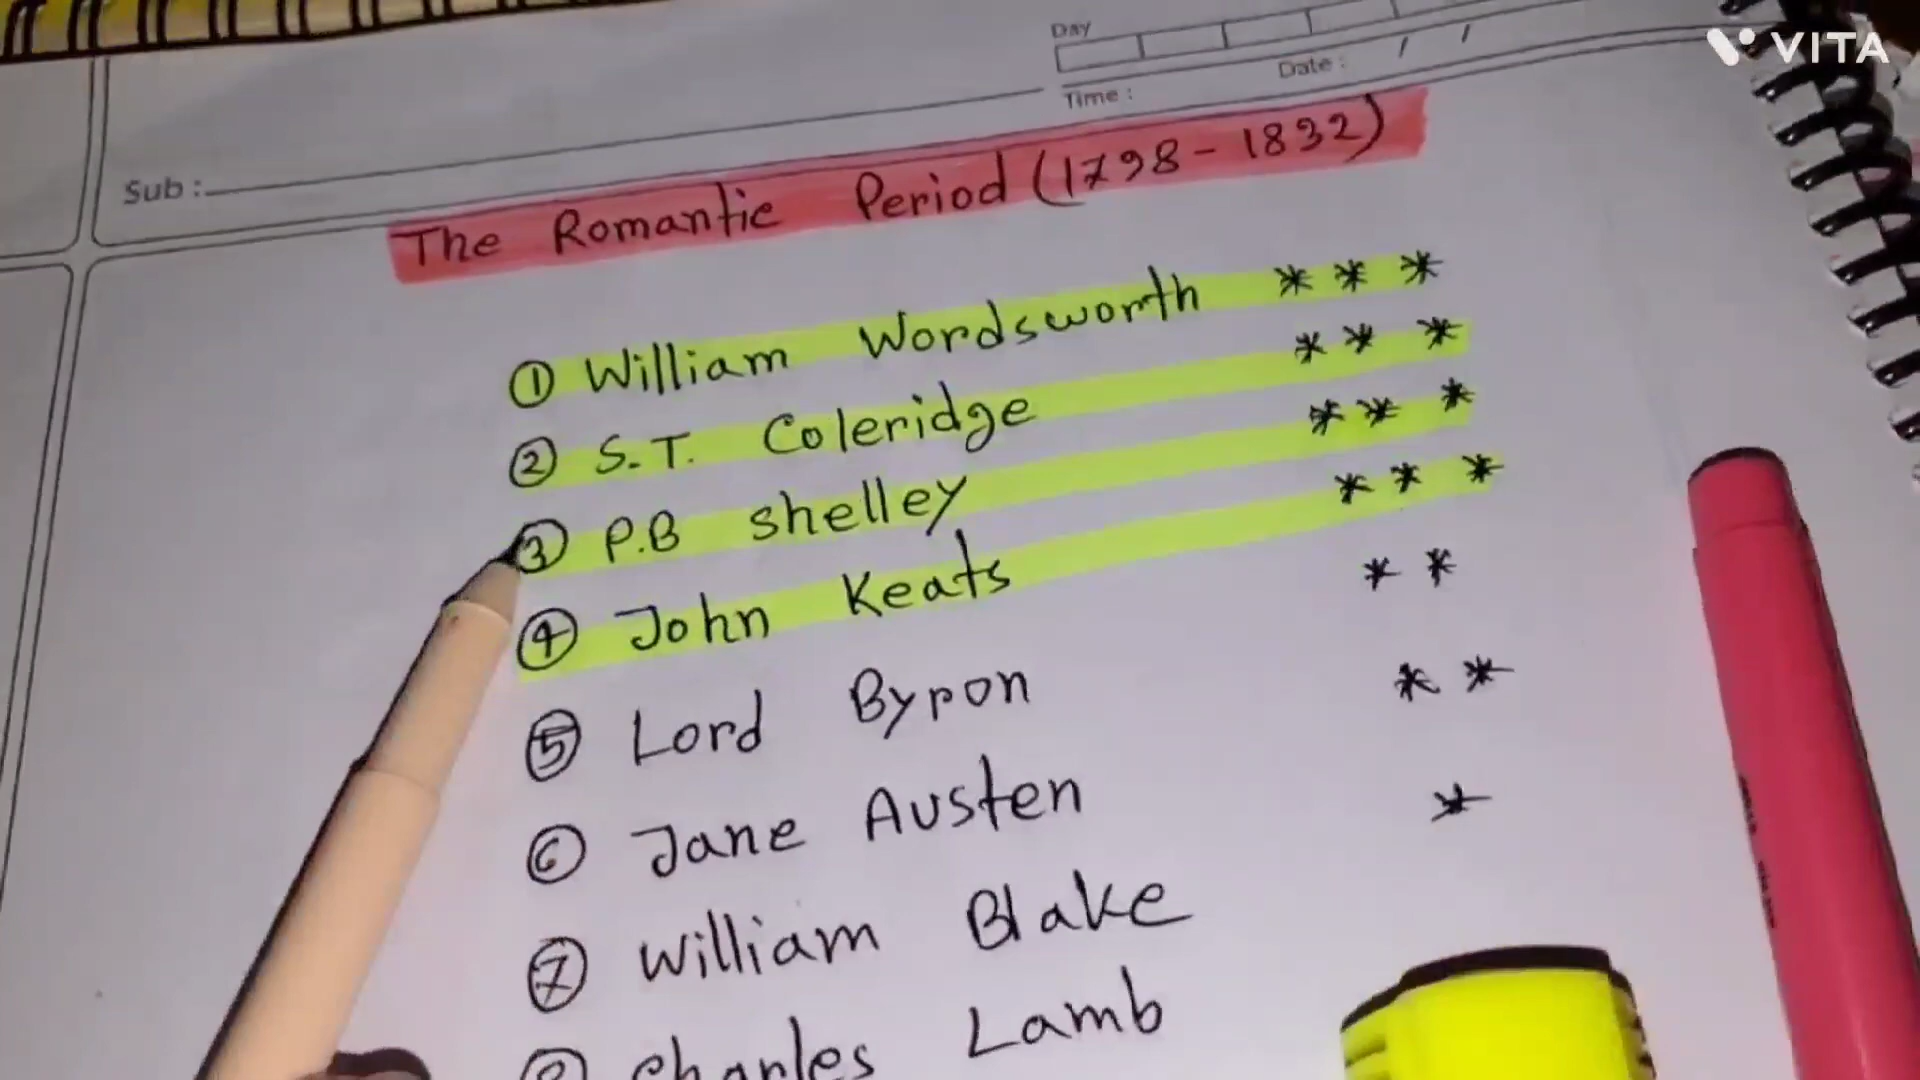 VITA
Day
Date : / /
Time :
Sub :
The Romantic Period (1798 - 1832)
① William Wordsworth * * *
② S.T. Coleridge * * *
③ P.B Shelley * * *
④ John Keats * * *
⑤ Lord Byron * *
⑥ Jane Austen * *
⑦ William Blake *
Charles Lamb